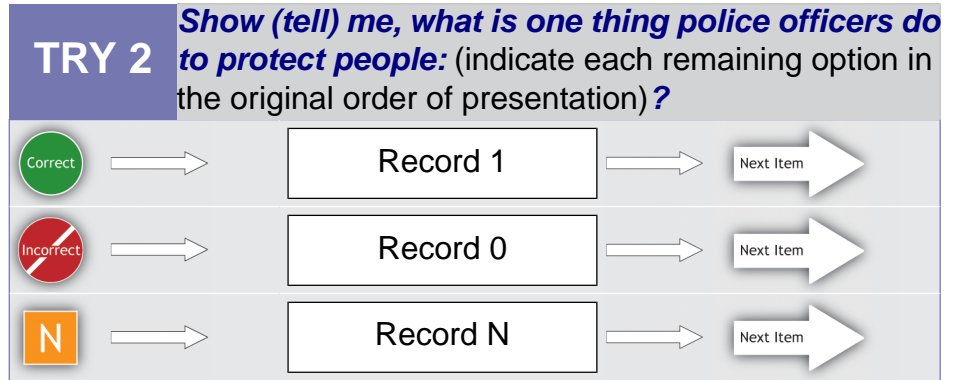 TRY 2
Show (tell) me, what is one thing police officers do
to protect people: (indicate each remaining option in
the original order of presentation)?
Correct Record 1 Next Item
Incorrect Record 0 Next Item
N Record N Next Item